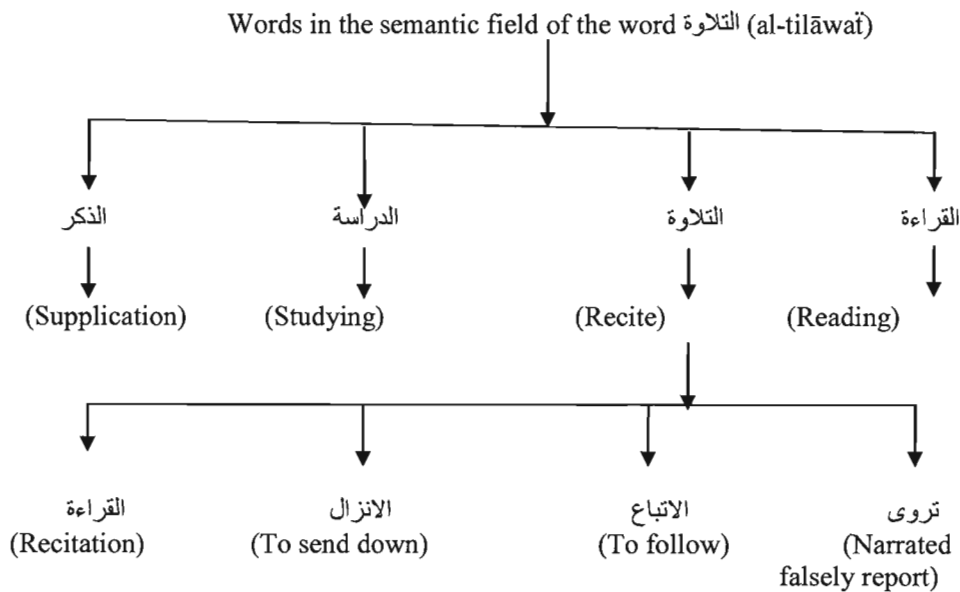 Words in the semantic field of the word التلاوة (al-tilāwaẗ)
الذكر الدراسة التلاوة القراءة
(Supplication) (Studying) (Recite) (Reading)
القراءة الانزال الاتباع تروى
(Recitation) (To send down) (To follow) (Narrated
falsely report)